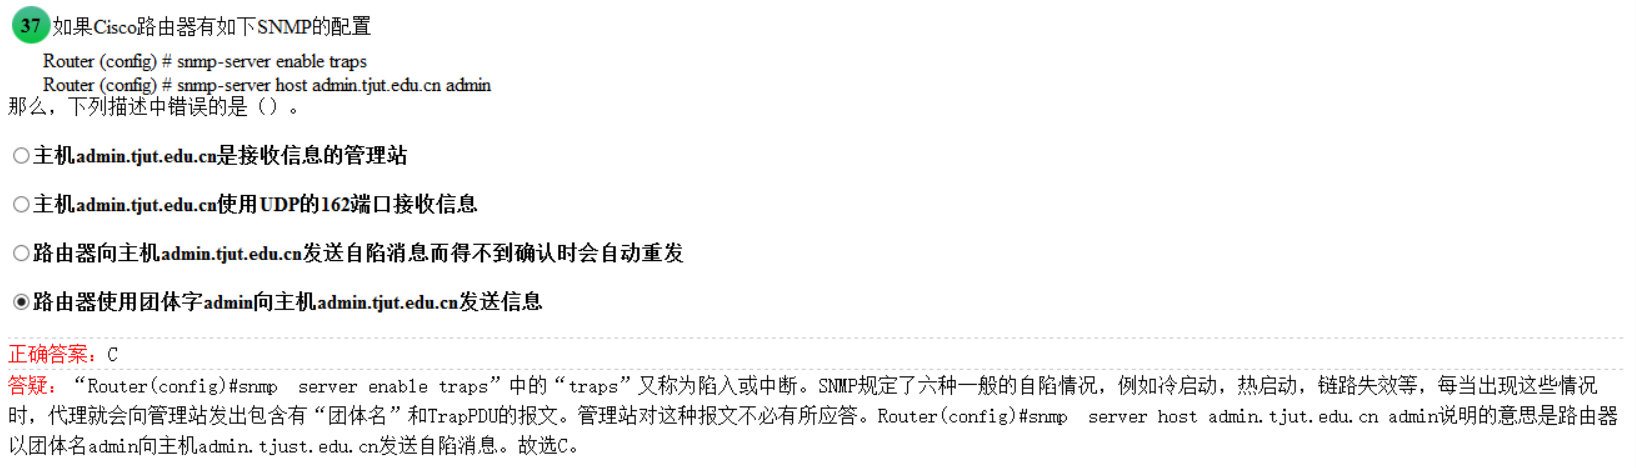 37 如果Cisco路由器有如下SNMP的配置
Router (config) # snmp-server enable traps
Router (config) # snmp-server host admin.tjut.edu.cn admin
那么，下列描述中错误的是（）。
主机admin.tjut.edu.cn是接收信息的管理站
主机admin.tjut.edu.cn使用UDP的162端口接收信息
路由器向主机admin.tjut.edu.cn发送自陷消息而得不到确认时会自动重发
路由器使用团体字admin向主机admin.tjut.edu.cn发送信息
正确答案：C
答疑：“Router(config)#snmp server enable traps”中的“traps”又称为陷入或中断。SNMP规定了六种一般的自陷情况，例如冷启动，热启动，链路失效等，每当出现这些情况
时，代理就会向管理站发出包含有“团体名”和TrapPDU的报文。管理站对这种报文不必有所应答。Router(config)#snmp server host admin.tjut.edu.cn admin说明的意思是路由器
以团体名admin向主机admin.tjust.edu.cn发送自陷消息。故选C。